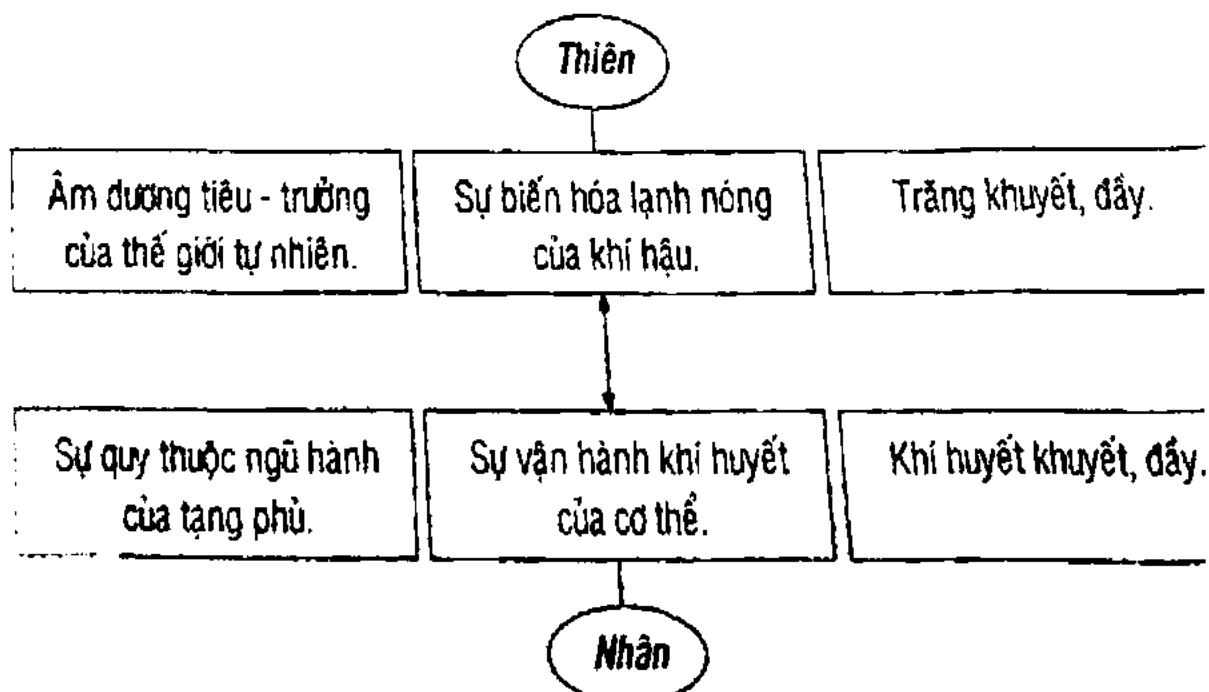 Thiên
Âm dương tiêu - trưởng
của thế giới tự nhiên.
Sự biến hóa lạnh nóng
của khí hậu.
Trăng khuyết, đầy.
Sự quy thuộc ngũ hành
của tạng phủ.
Sự vận hành khí huyết
của cơ thể.
Khí huyết khuyết, đầy.
Nhân